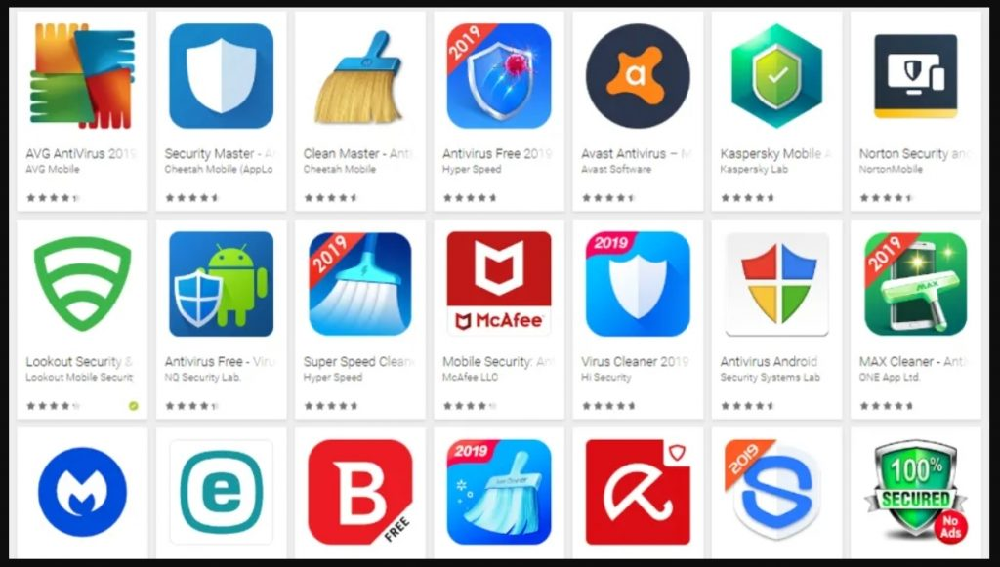 2019
a
AVG AntiVirus 2019
AVG Mobile
Security Master - A
Cheetah Mobile (AppLo
Clean Master - Anti
Cheetah Mobile
Antivirus Free 2019
Hyper Speed
Avast Antivirus – M
Avast Software
Kaspersky Mobile A
Kaspersky Lab
Norton Security and
NortonMobile
2019
McAfee
2019
2019
MAX
Lookout Security &
Lookout Mobile Security
Antivirus Free - Viru
NQ Security Lab.
Super Speed Clean
Hyper Speed
Mobile Security: An
McAfee LLC
Virus Cleaner 2019
Hi Security
Antivirus Android
Security Systems Lab
MAX Cleaner - Anti
ONE App Ltd.
e
B
FREE
2019
2019
S
100%
SECURED
No
Ads